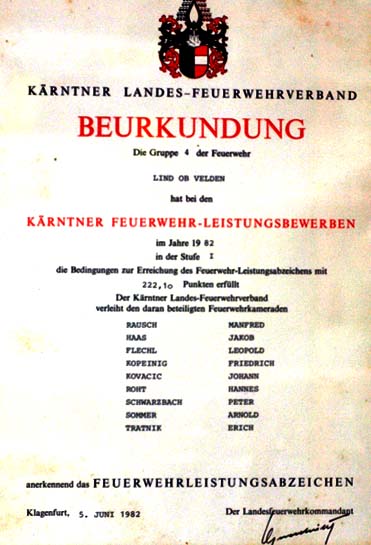 KÄRNTNER LANDES-FEUERWEHRVERBAND
BEURKUNDUNG
Die Gruppe 4 der Feuerwehr
LIND OB VELDEN
hat bei den
KÄRNTNER FEUERWEHR-LEISTUNGSBEWERBEN
im Jahre 19 82
in der Stufe I
die Bedingungen zur Erreichung des Feuerwehr-Leistungsabzeichens mit
222,10 Punkten erfüllt
Der Kärntner Landes-Feuerwehrverband
verleiht den daran beteiligten Feuerwehrkameraden
RAUSCH MANFRED
HAAS JAKOB
FLECHL LEOPOLD
KOPEINIG FRIEDRICH
KOVACIC JOHANN
ROHT HANNES
SCHWARZBACH PETER
SOMMER ARNOLD
TRATNIK ERICH
anerkennend das FEUERWEHRLEISTUNGSABZEICHEN
Klagenfurt, 5. JUNI 1982 Der Landesfeuerwehrkommandant